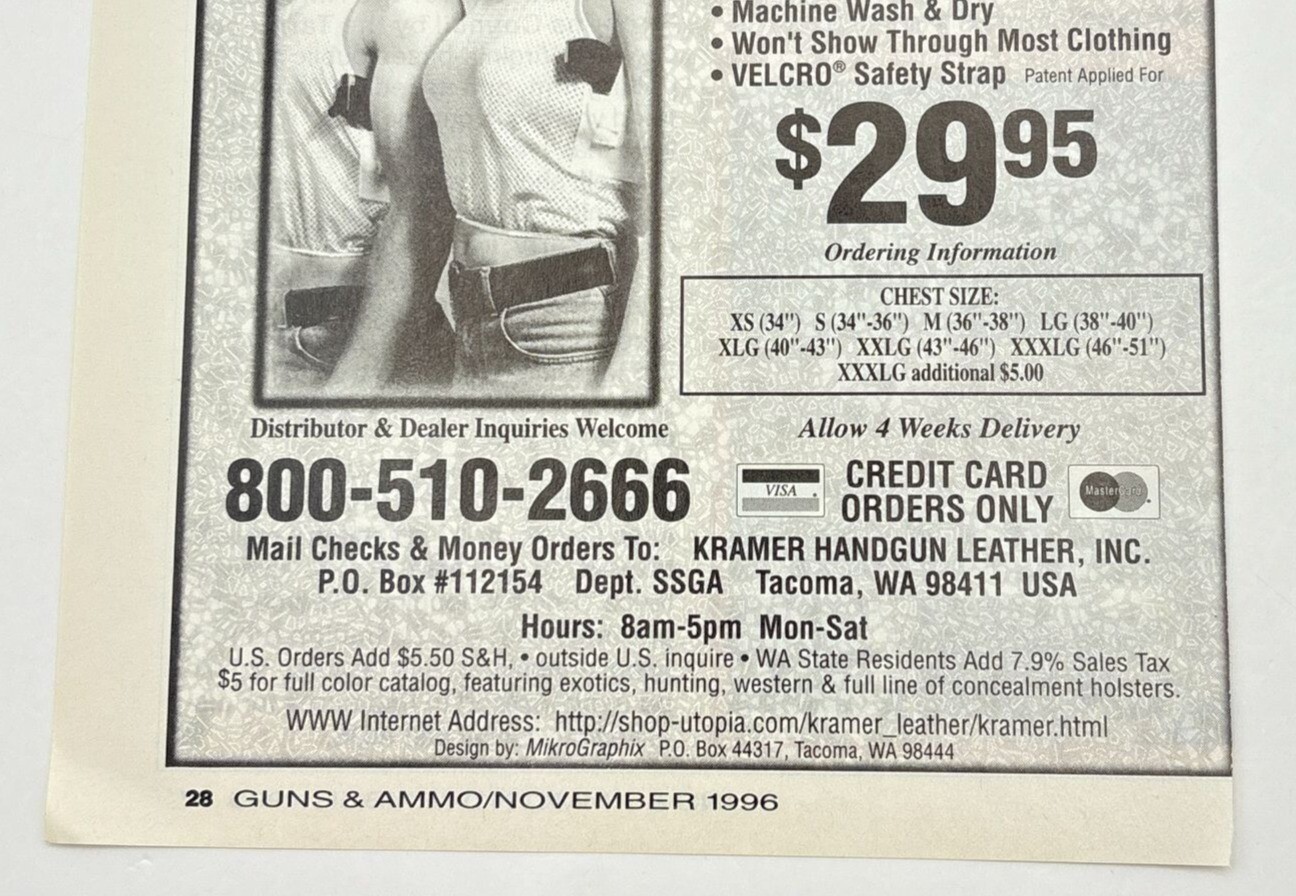 • Machine Wash & Dry
• Won't Show Through Most Clothing
• VELCRO® Safety Strap Patent Applied For
$29 95
Ordering Information
CHEST SIZE:
XS (34") S (34"-36") M (36"-38") LG (38"-40")
XLG (40"-43") XXLG (43"-46") XXXLG (46"-51")
XXXLG additional $5.00
Distributor & Dealer Inquiries Welcome
Allow 4 Weeks Delivery
800-510-2666
VISA
CREDIT CARD
ORDERS ONLY
MasterCard
Mail Checks & Money Orders To: KRAMER HANDGUN LEATHER, INC.
P.O. Box #112154 Dept. SSGA Tacoma, WA 98411 USA
Hours: 8am-5pm Mon-Sat
U.S. Orders Add $5.50 S&H, • outside U.S. inquire • WA State Residents Add 7.9% Sales Tax
$5 for full color catalog, featuring exotics, hunting, western & full line of concealment holsters.
WWW Internet Address: http://shop-utopia.com/kramer_leather/kramer.html
Design by: MikroGraphix P.O. Box 44317, Tacoma, WA 98444
28 GUNS & AMMO/NOVEMBER 1996